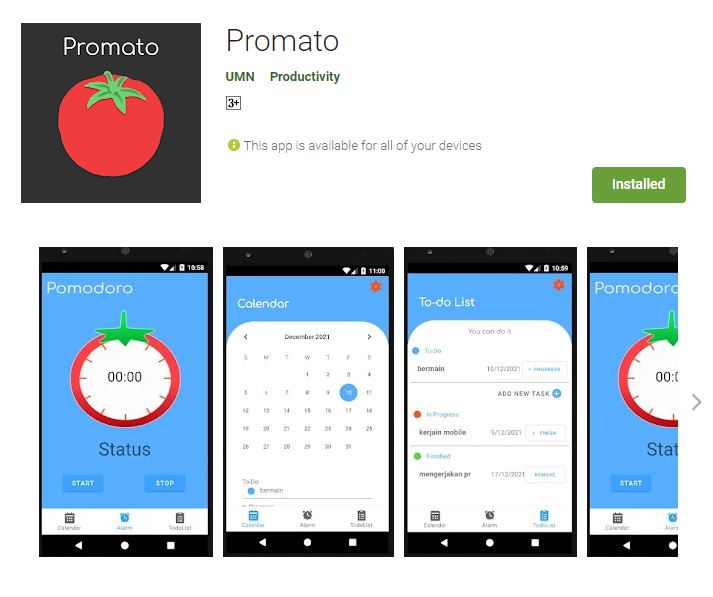 Promato
Promato
UMN Productivity
3+
This app is available for all of your devices
Installed
10:58
Pomodoro
00:00
Status
START STOP
Calendar Alarm TodoList
11:00
Calendar
December 2021
S M T W T F S
1 2 3 4
5 6 7 8 9 10 11
12 13 14 15 16 17 18
19 20 21 22 23 24 25
26 27 28 29 30 31
To-Do
bermain
Calendar Alarm TodoList
10:59
To-do List
You can do it
To-Do
bermain 10/12/2021 + PROGRESS
ADD NEW TASK
In Progress
kerjain mobile 9/12/2021 + FINISH
Finished
mengerjakan pr 17/12/2021 REMOVE
Calendar Alarm TodoList
Pomodoro
00:0
Stat
START
Calendar Ala